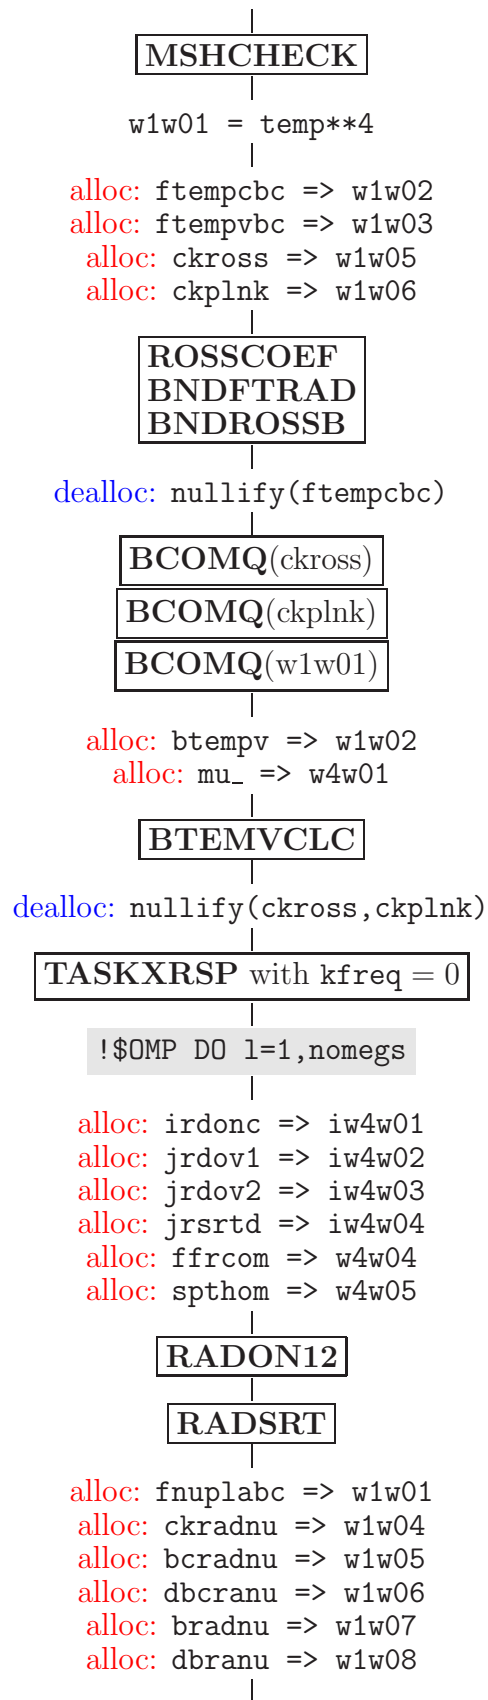 MSHCHECK
w1w01 = temp**4
alloc: ftempcbc => w1w02
alloc: ftempvbc => w1w03
alloc: ckross => w1w05
alloc: ckplnk => w1w06
ROSSCOEF
BNDFTRAD
BNDROSSB
dealloc: nullify(ftempcbc)
BCOMQ(ckross)
BCOMQ(ckplnk)
BCOMQ(w1w01)
alloc: btempv => w1w02
alloc: mu_ => w4w01
BTEMVCLC
dealloc: nullify(ckross,ckplnk)
TASKXRSP with kfreq = 0
!$OMP DO l=1,nomegs
alloc: irdonc => iw4w01
alloc: jrdov1 => iw4w02
alloc: jrdov2 => iw4w03
alloc: jrsrtd => iw4w04
alloc: ffrcom => w4w04
alloc: spthom => w4w05
RADON12
RADSRT
alloc: fnuplabc => w1w01
alloc: ckradnu => w1w04
alloc: bcradnu => w1w05
alloc: dbcranu => w1w06
alloc: bradnu => w1w07
alloc: dbranu => w1w08